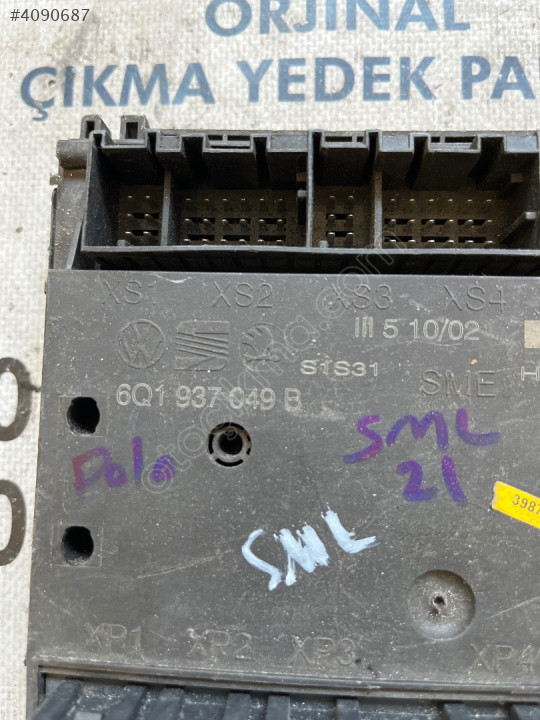 #4090687
ORJİNAL
ÇIKMA YEDEK PA
XS1 XS2 XS3 XS4
III 5 10/02
S1S31
SME H
6Q1 937 049 B
Polo
SML
21
3987
SML
XP1 XP2 XP3 XP4